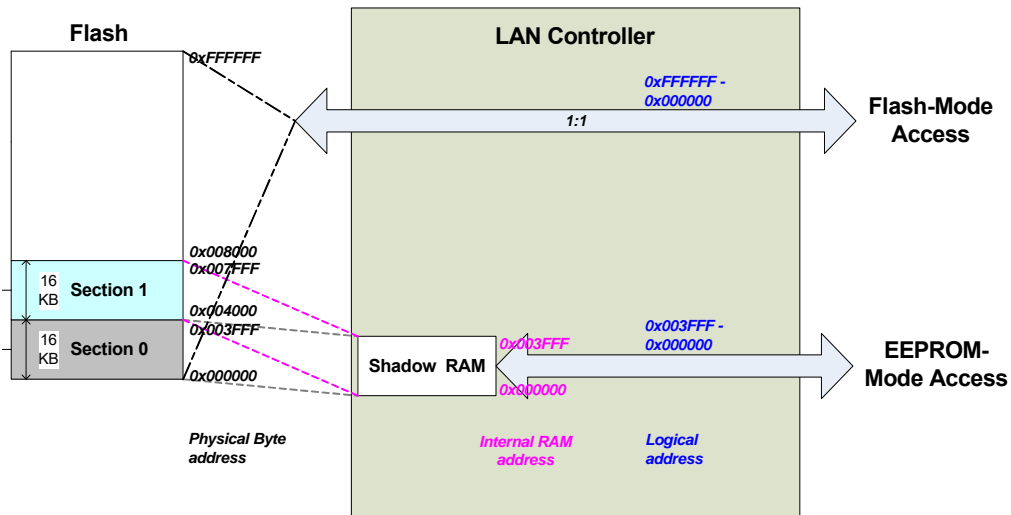 Flash
LAN Controller
0xFFFFFF
0xFFFFFF -
0x000000
1:1
Flash-Mode
Access
0x008000
0x007FFF
16
KB
Section 1
0x004000
0x003FFF
16
KB
Section 0
0x000000
Shadow RAM
0x003FFF
0x000000
0x003FFF -
0x000000
EEPROM-
Mode Access
Physical Byte
address
Internal RAM
address
Logical
address